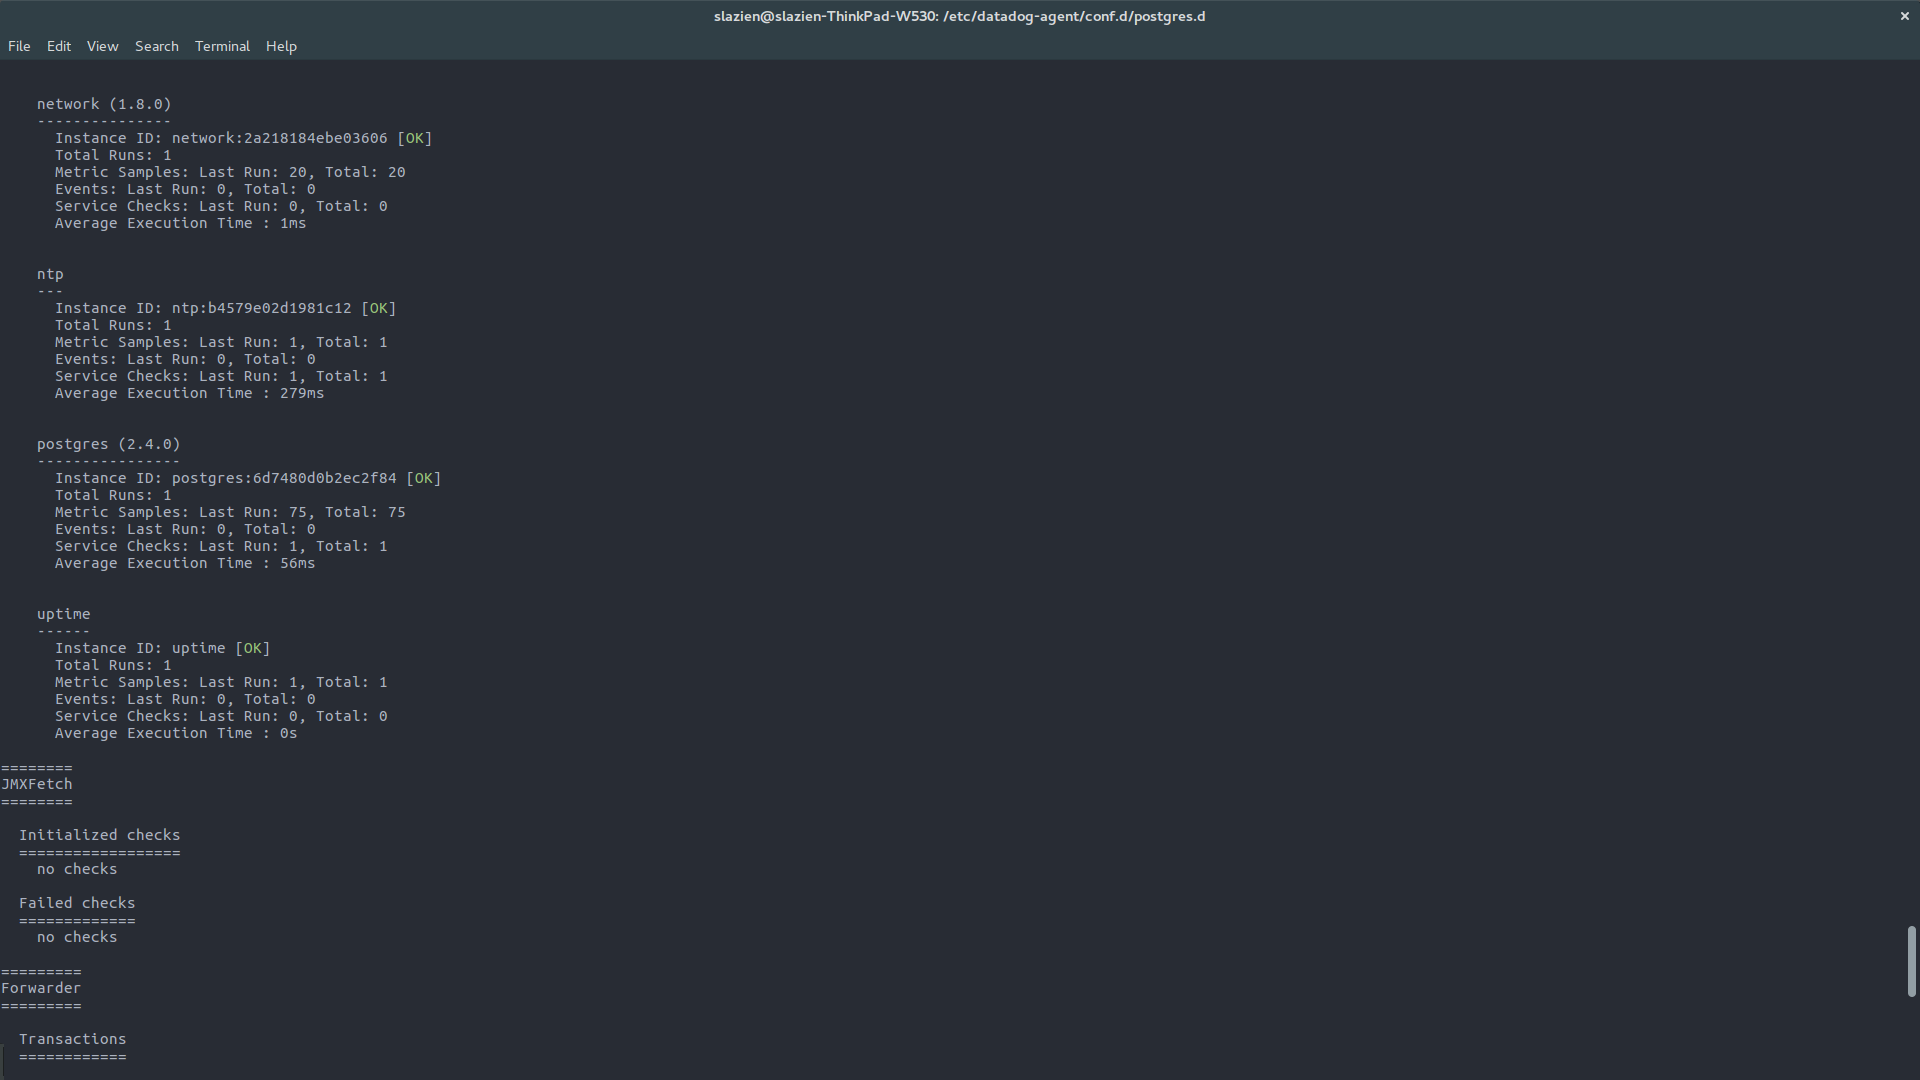 slazien@slazien-ThinkPad-W530: /etc/datadog-agent/conf.d/postgres.d
×
File Edit View Search Terminal Help
network (1.8.0)
---------------
Instance ID: network:2a218184ebe03606 [OK]
Total Runs: 1
Metric Samples: Last Run: 20, Total: 20
Events: Last Run: 0, Total: 0
Service Checks: Last Run: 0, Total: 0
Average Execution Time : 1ms
ntp
---
Instance ID: ntp:b4579e02d1981c12 [OK]
Total Runs: 1
Metric Samples: Last Run: 1, Total: 1
Events: Last Run: 0, Total: 0
Service Checks: Last Run: 1, Total: 1
Average Execution Time : 279ms
postgres (2.4.0)
----------------
Instance ID: postgres:6d7480d0b2ec2f84 [OK]
Total Runs: 1
Metric Samples: Last Run: 75, Total: 75
Events: Last Run: 0, Total: 0
Service Checks: Last Run: 1, Total: 1
Average Execution Time : 56ms
uptime
------
Instance ID: uptime [OK]
Total Runs: 1
Metric Samples: Last Run: 1, Total: 1
Events: Last Run: 0, Total: 0
Service Checks: Last Run: 0, Total: 0
Average Execution Time : 0s
========
JMXFetch
========
Initialized checks
==================
no checks
Failed checks
=============
no checks
=========
Forwarder
=========
Transactions
============